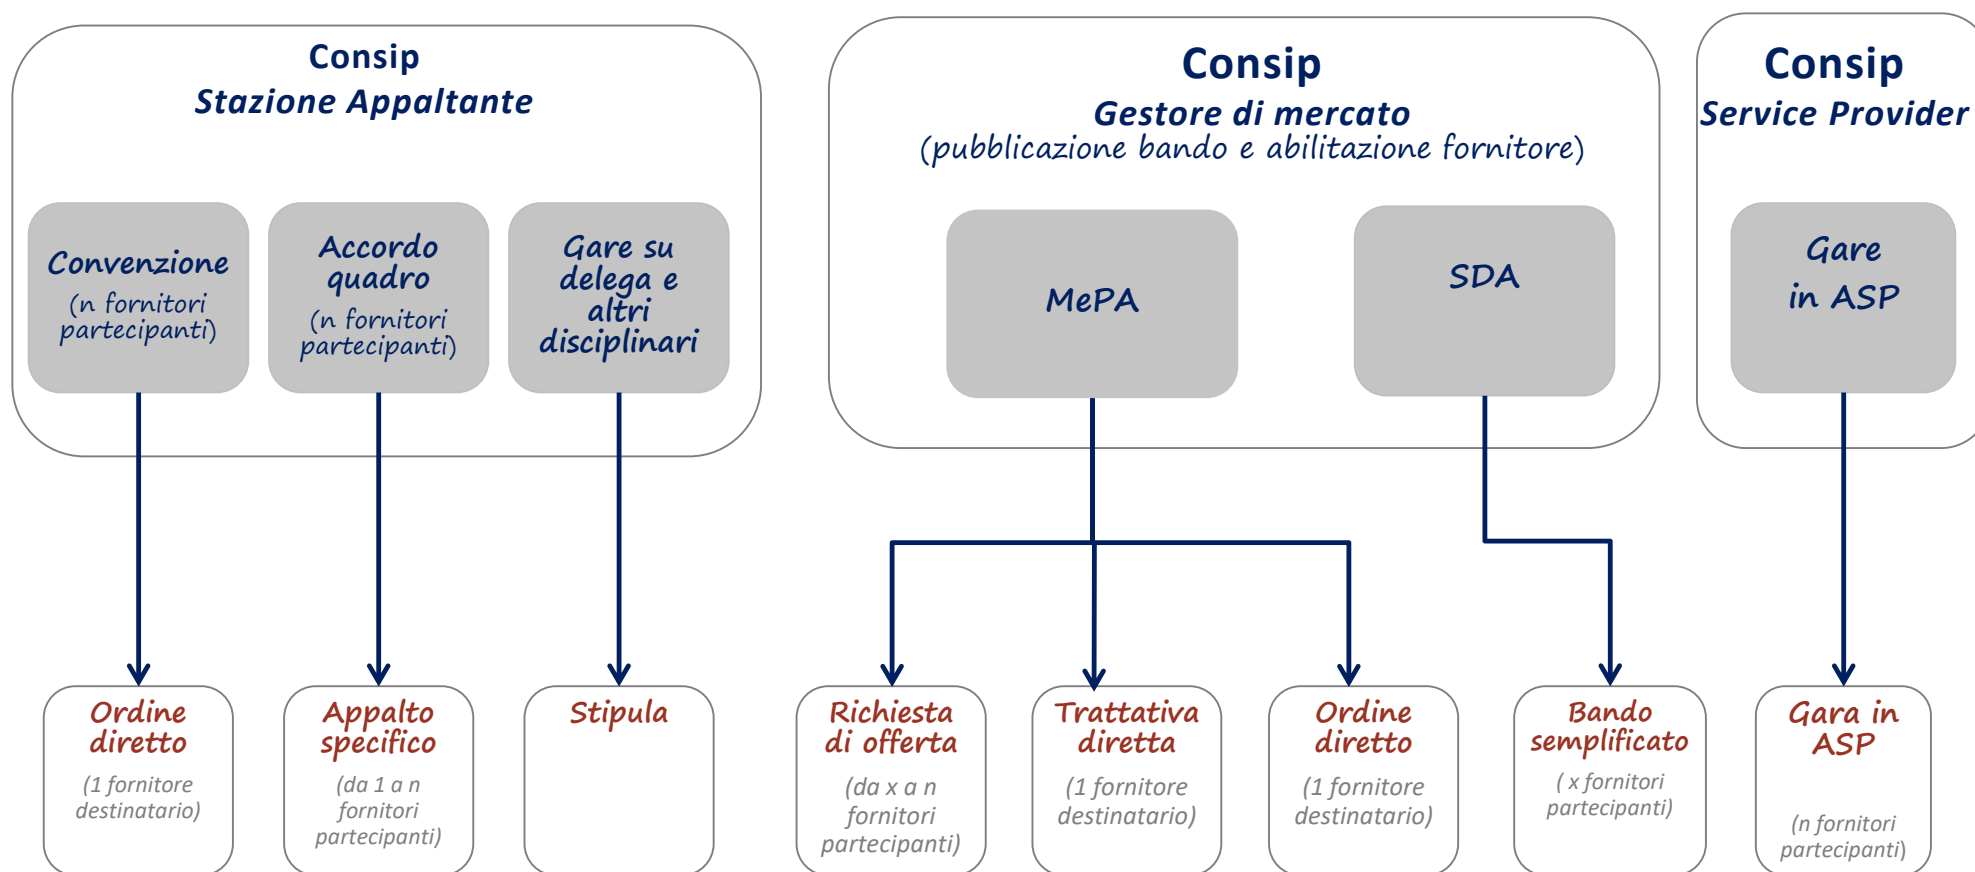 Consip
Stazione Appaltante
Convenzione
(n fornitori
partecipanti)
Accordo
quadro
(n fornitori
partecipanti)
Gare su
delega e
altri
disciplinari
Consip
Gestore di mercato
(pubblicazione bando e abilitazione fornitore)
MePA
SDA
Consip
Service Provider
Gare
in ASP
Ordine
diretto
(1 fornitore
destinatario)
Appalto
specifico
(da 1 a n
fornitori
partecipanti)
Stipula
Richiesta
di offerta
(da x a n
fornitori
partecipanti)
Trattativa
diretta
(1 fornitore
destinatario)
Ordine
diretto
(1 fornitore
destinatario)
Bando
semplificato
( x fornitori
partecipanti)
Gara in
ASP
(n fornitori
partecipanti)